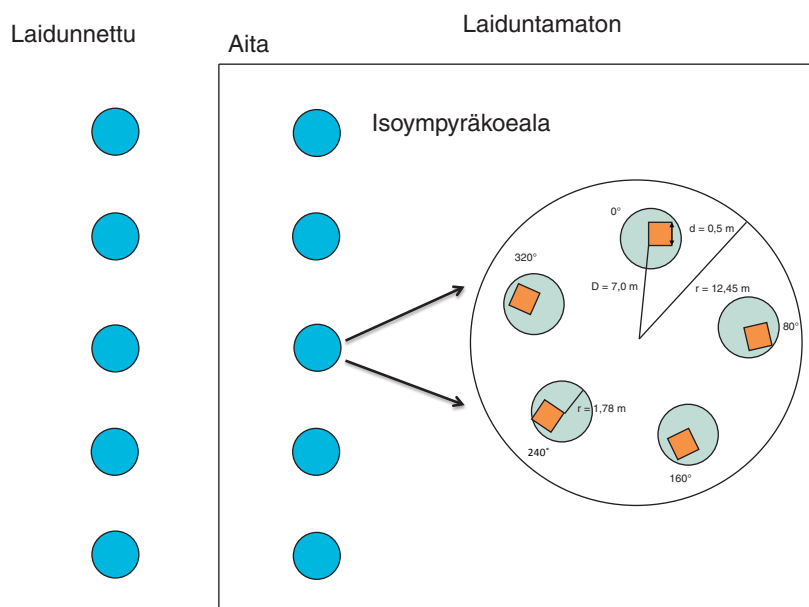 Laidunnettu
Aita
Laiduntamaton
Isoympyräkoeala
0°
d = 0,5 m
320°
D = 7,0 m
r = 12,45 m
80°
r = 1,78 m
240°
160°